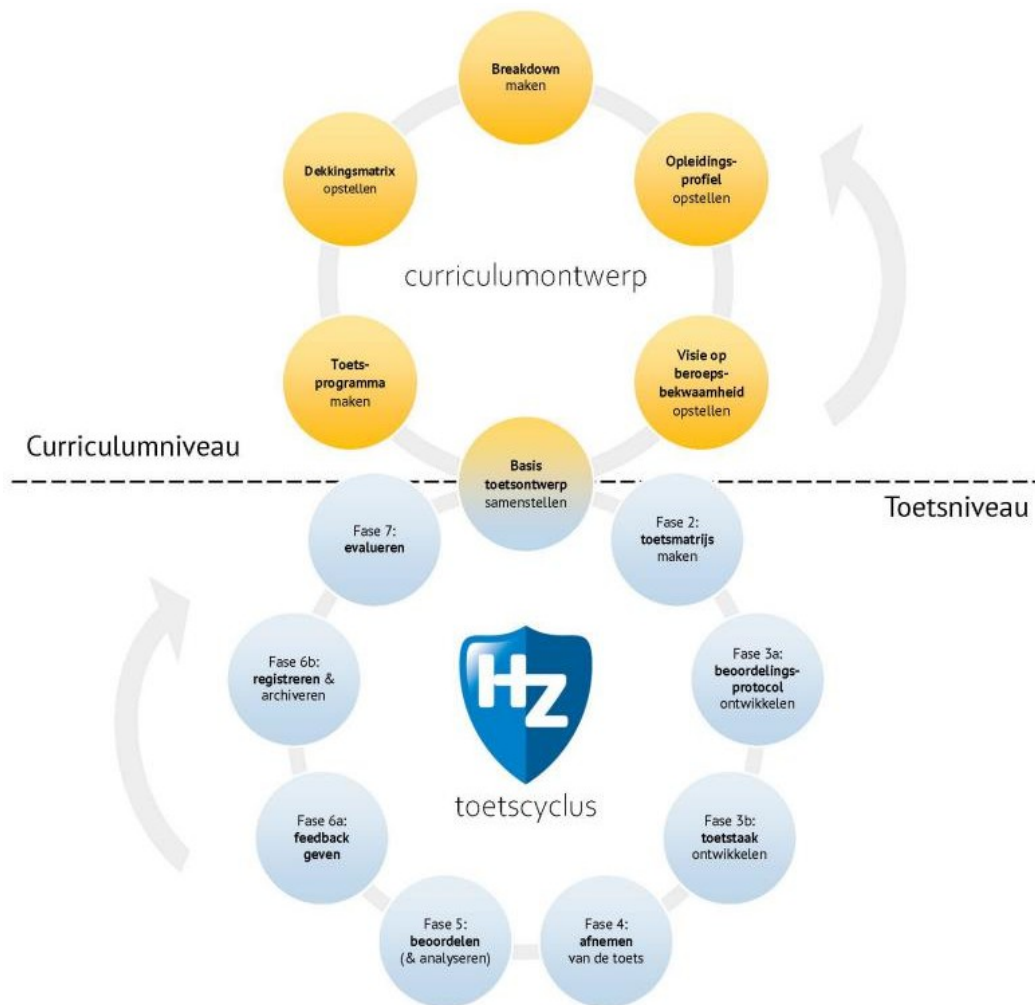 Breakdown
maken
Dekkingsmatrix
opstellen
Opleidings-
profiel
opstellen
curriculumontwerp
Toets-
programma
maken
Visie op
beroeps-
bekwaamheid
opstellen
Curriculumniveau
Basis
toetsontwerp
samenstellen
Toetsniveau
Fase 7:
evalueren
Fase 2:
toetsmatrijs
maken
Fase 6b:
registreren &
archiveren
HZ
Fase 3a:
beoordelings-
protocol
ontwikkelen
toetscyclus
Fase 6a:
feedback
geven
Fase 3b:
toetstaak
ontwikkelen
Fase 5:
beoordelen
(& analyseren)
Fase 4:
afnemen
van de toets